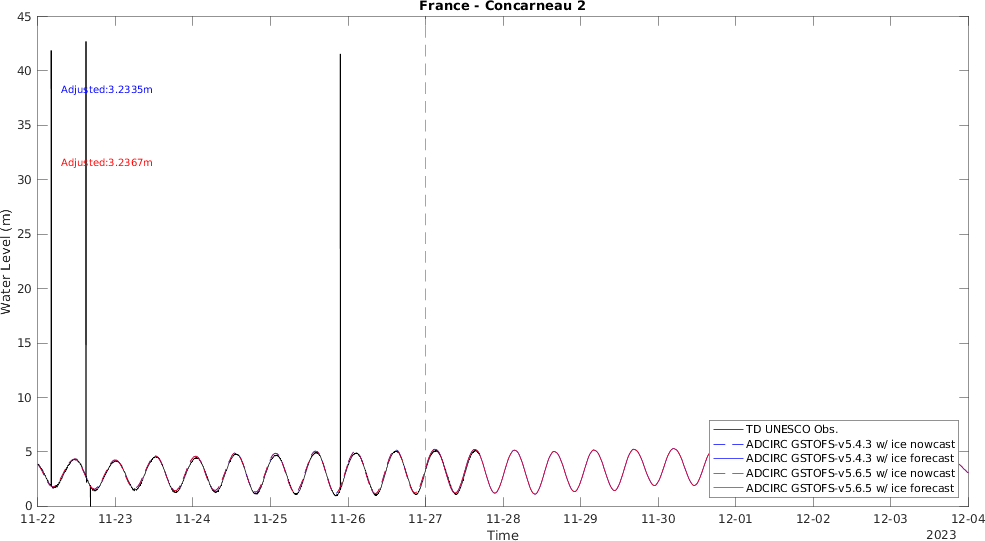 France - Concarneau 2
45
40
35
30
25
20
15
10
5
0
Water Level (m)
Adjusted:3.2335m
Adjusted:3.2367m
TD UNESCO Obs.
ADCIRC GSTOFS-v5.4.3 w/ ice nowcast
ADCIRC GSTOFS-v5.4.3 w/ ice forecast
ADCIRC GSTOFS-v5.6.5 w/ ice nowcast
ADCIRC GSTOFS-v5.6.5 w/ ice forecast
11-22 11-23 11-24 11-25 11-26 11-27 11-28 11-29 11-30 12-01 12-02 12-03 12-04
Time
2023